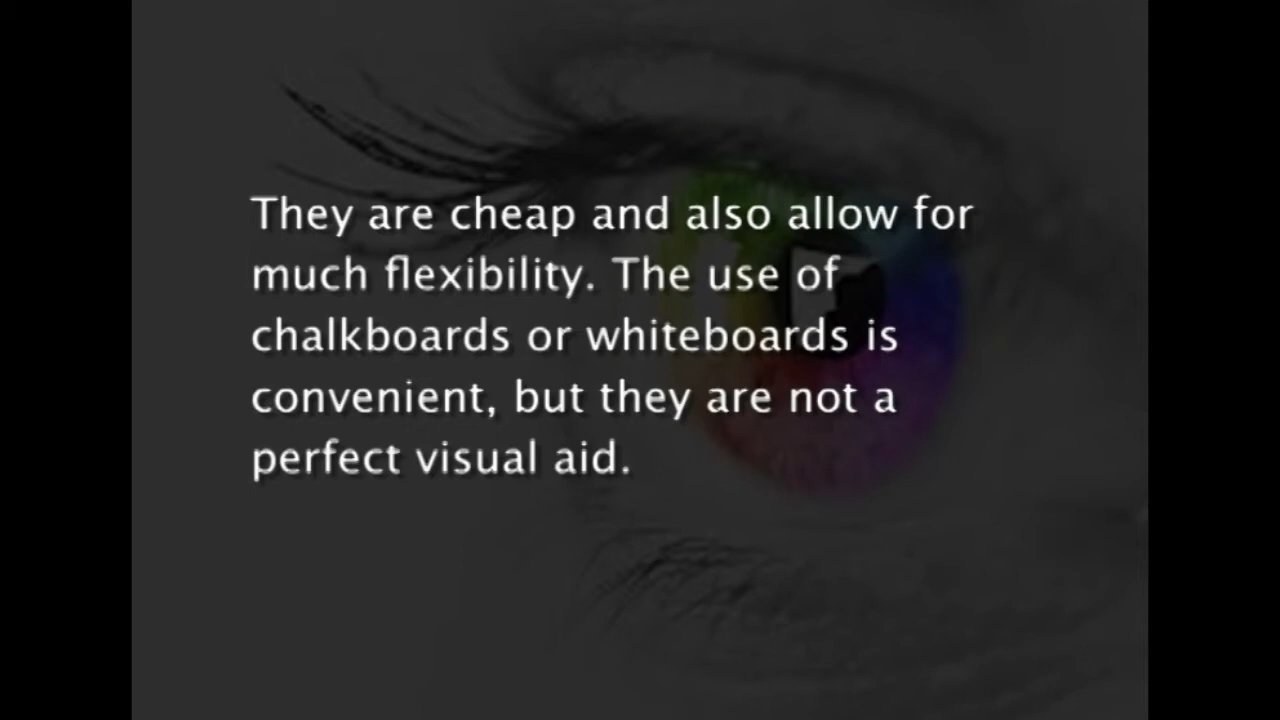 They are cheap and also allow for
much flexibility. The use of
chalkboards or whiteboards is
convenient, but they are not a
perfect visual aid.